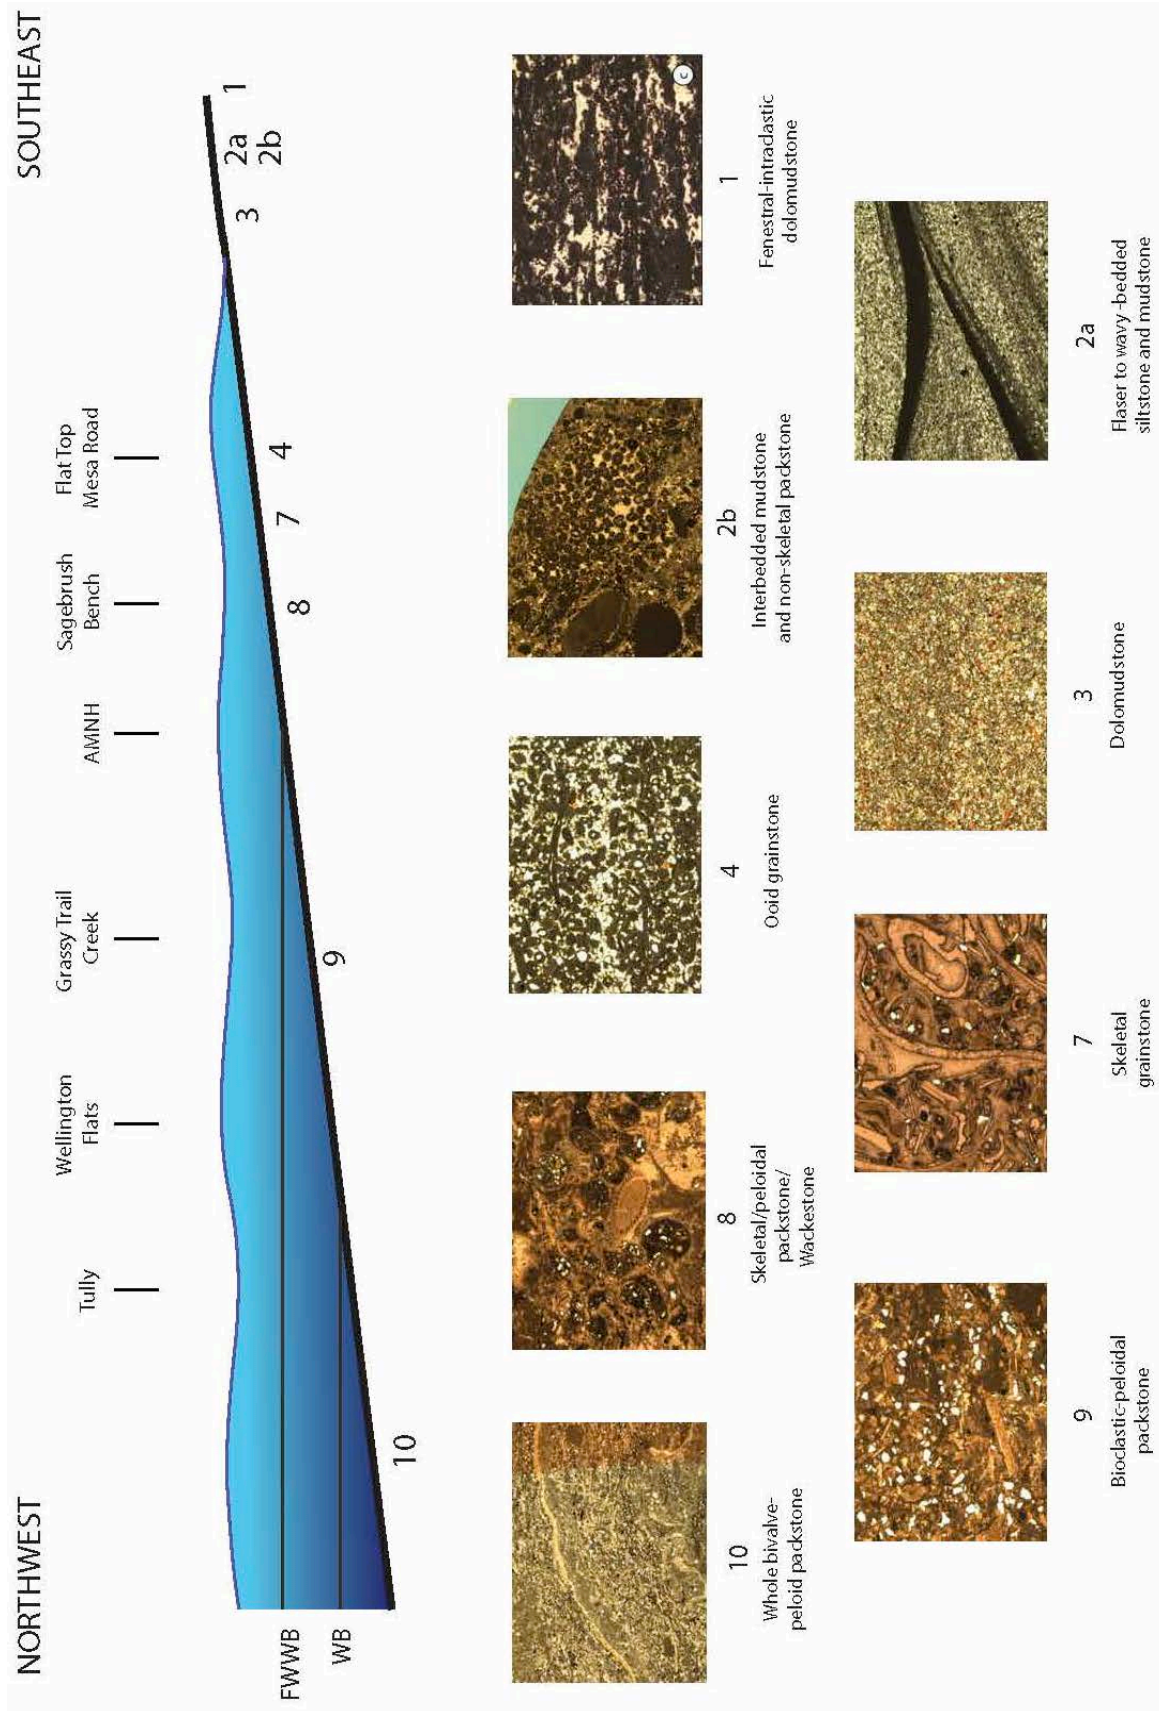 NORTHWEST
SOUTHEAST
Tully
Wellington
Flats
Grassy Trail
Creek
AMNH
Sagebrush
Bench
Flat Top
Mesa Road
FWWB
WB
10
9
8
7
4
3
2a
2b
1
10
Whole bivalve-
peloid packstone
8
Skeletal/peloidal
packstone/
Wackestone
4
Ooid grainstone
2b
Interbedded mudstone
and non-skeletal packstone
c
1
Fenestral-intraclastic
dolomudstone
9
Bioclastic-peloidal
packstone
7
Skeletal
grainstone
3
Dolomudstone
2a
Flaser to wavy-bedded
siltstone and mudstone